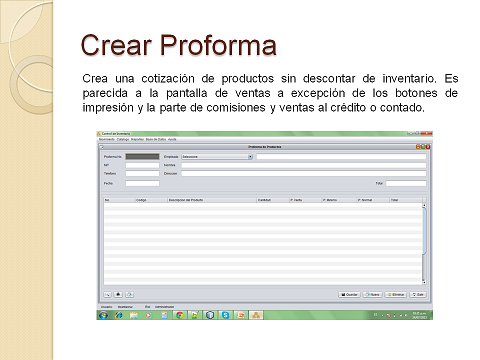 Crear Proforma
Crea una cotización de productos sin descontar de inventario. Es
parecida a la pantalla de ventas a excepción de los botones de
impresión y la parte de comisiones y ventas al crédito o contado.
Control de Inventario
Movimiento Catalogo Reportes Base de Datos Ayuda
Proforma de Productos
Proforma No. Empleado Seleccione
NIT Nombre
Telefono Direccion
Fecha Total
No. Codigo Descripcion del Producto Cantidad P. Venta P. Minimo P. Normal Total
Guardar Nuevo Eliminar Salir
Usuario: Rol: Administrador